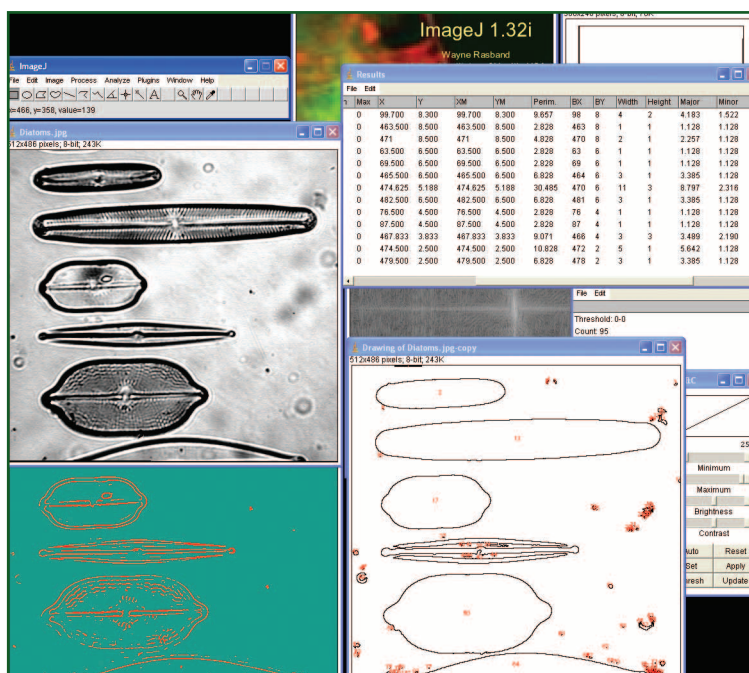 ImageJ 1.32i
Wayne Rasband
ImageJ
File Edit Image Process Analyze Plugins Window Help
x=466, y=358, value=139
Results
File Edit
Max X Y XM YM Perim. BX BY Width Height Major Minor
0 99.700 8.300 99.700 8.300 9.657 98 8 4 2 4.183 1.522
0 463.500 8.500 463.500 8.500 2.828 463 8 1 1 1.128 1.128
0 471 8.500 471 8.500 4.828 470 8 2 1 2.257 1.128
0 63.500 6.500 63.500 6.500 2.828 63 6 1 1 1.128 1.128
0 69.500 6.500 69.500 6.500 2.828 69 6 1 1 1.128 1.128
0 465.500 6.500 465.500 6.500 6.828 464 6 3 1 3.385 1.128
0 474.625 5.188 474.625 5.188 30.485 470 6 11 3 8.797 2.316
0 482.500 6.500 482.500 6.500 6.828 481 6 3 1 3.385 1.128
0 76.500 4.500 76.500 4.500 2.828 76 4 1 1 1.128 1.128
0 87.500 4.500 87.500 4.500 2.828 87 4 1 1 1.128 1.128
0 467.833 3.833 467.833 3.833 9.071 466 4 3 3 3.489 2.190
0 474.500 2.500 474.500 2.500 10.828 472 2 5 1 5.642 1.128
0 479.500 2.500 479.500 2.500 6.828 478 2 3 1 3.385 1.128
Diatoms.jpg
512x486 pixels; 8-bit; 243K
File Edit
Threshold: 0-0
Count: 95
Drawing of Diatoms.jpg-copy
512x486 pixels; 8-bit; 243K
Minimum
Maximum
Brightness
Contrast
Reset
Set Apply
Update